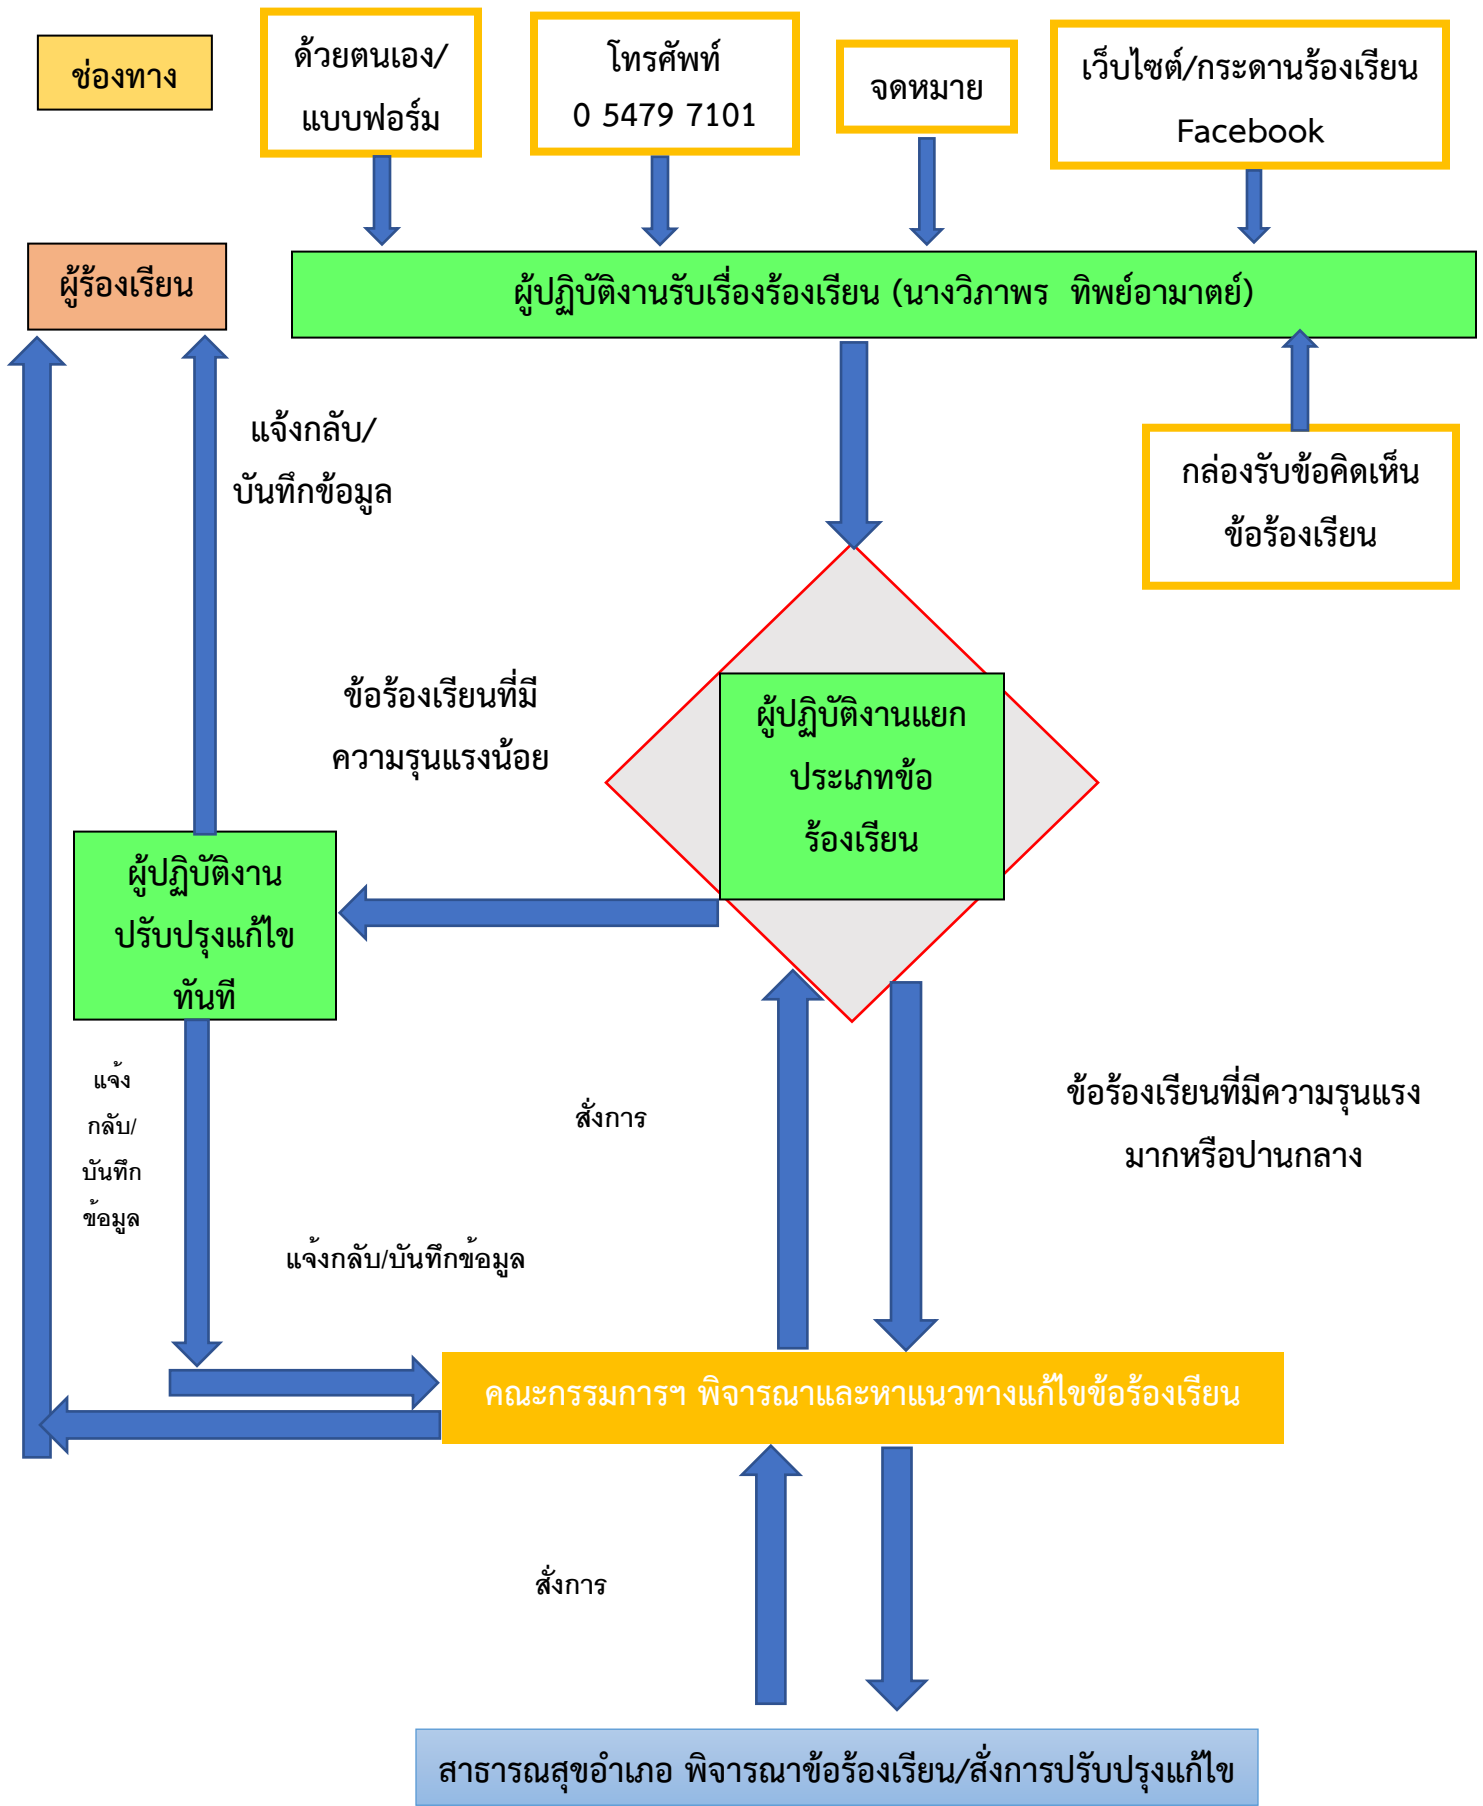 ช่องทาง
ด้วยตนเอง/
แบบฟอร์ม
โทรศัพท์
0 5479 7101
จดหมาย
เว็บไซต์/กระดานร้องเรียน
Facebook
ผู้ร้องเรียน
ผู้ปฏิบัติงานรับเรื่องร้องเรียน (นางวิภาพร  ทิพย์อามาตย์)
แจ้งกลับ/
บันทึกข้อมูล
กล่องรับข้อคิดเห็น
ข้อร้องเรียน
ข้อร้องเรียนที่มี
ความรุนแรงน้อย
ผู้ปฏิบัติงานแยก
ประเภทข้อ
ร้องเรียน
ผู้ปฏิบัติงาน
ปรับปรุงแก้ไข
ทันที
แจ้ง
กลับ/
บันทึก
ข้อมูล
สั่งการ
ข้อร้องเรียนที่มีความรุนแรง
มากหรือปานกลาง
แจ้งกลับ/บันทึกข้อมูล
คณะกรรมการฯ พิจารณาและหาแนวทางแก้ไขข้อร้องเรียน
สั่งการ
สาธารณสุขอำเภอ พิจารณาข้อร้องเรียน/สั่งการปรับปรุงแก้ไข